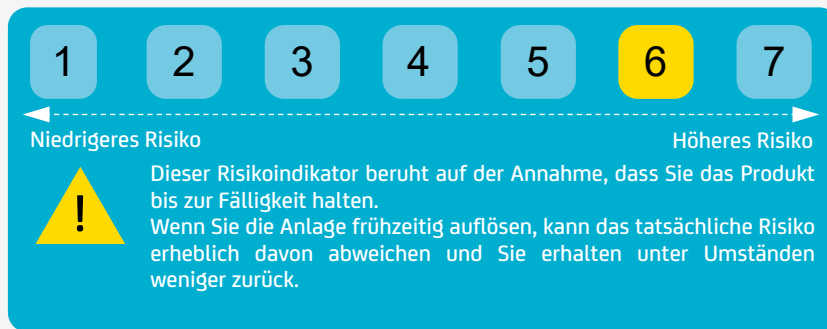 1 2 3 4 5 6 7
Niedrigeres Risiko Höheres Risiko
!
Dieser Risikoindikator beruht auf der Annahme, dass Sie das Produkt
bis zur Fälligkeit halten.
Wenn Sie die Anlage frühzeitig auflösen, kann das tatsächliche Risiko
erheblich davon abweichen und Sie erhalten unter Umständen
weniger zurück.